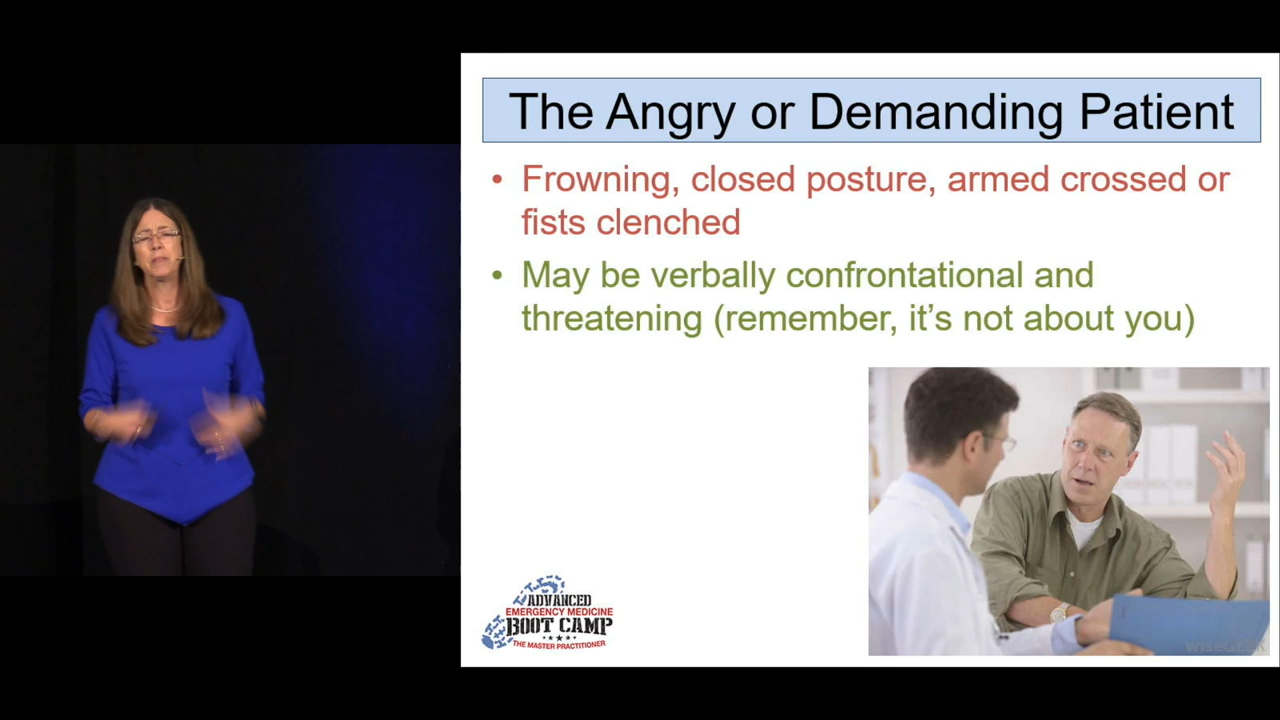 The Angry or Demanding Patient
• Frowning, closed posture, armed crossed or
fists clenched
• May be verbally confrontational and
threatening (remember, it's not about you)
ADVANCED
EMERGENCY MEDICINE
BOOT CAMP
THE MASTER PRACTITIONER
wiseGEEK